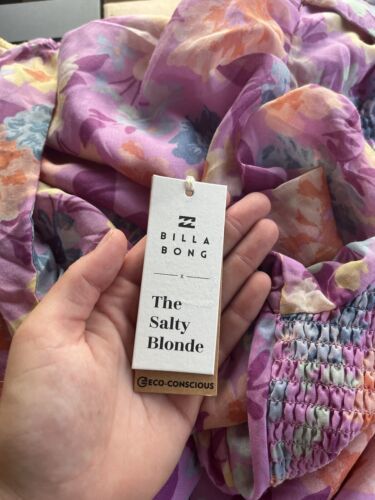 BILLA
BONG
x
The
Salty
Blonde
ECO-CONSCIOUS